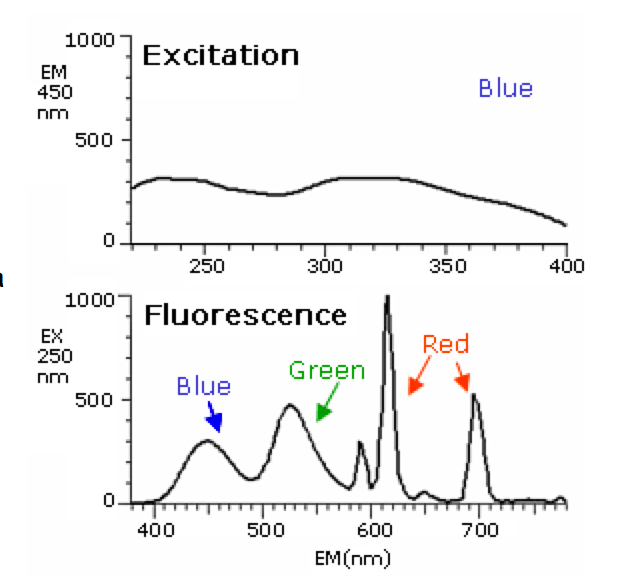 1000
Excitation
EM
450
nm
Blue
500
0
250 300 350 400
a
1000
Fluorescence
EX
250
nm
Red
Green
Blue
500
0
400 500 600 700
EM(nm)